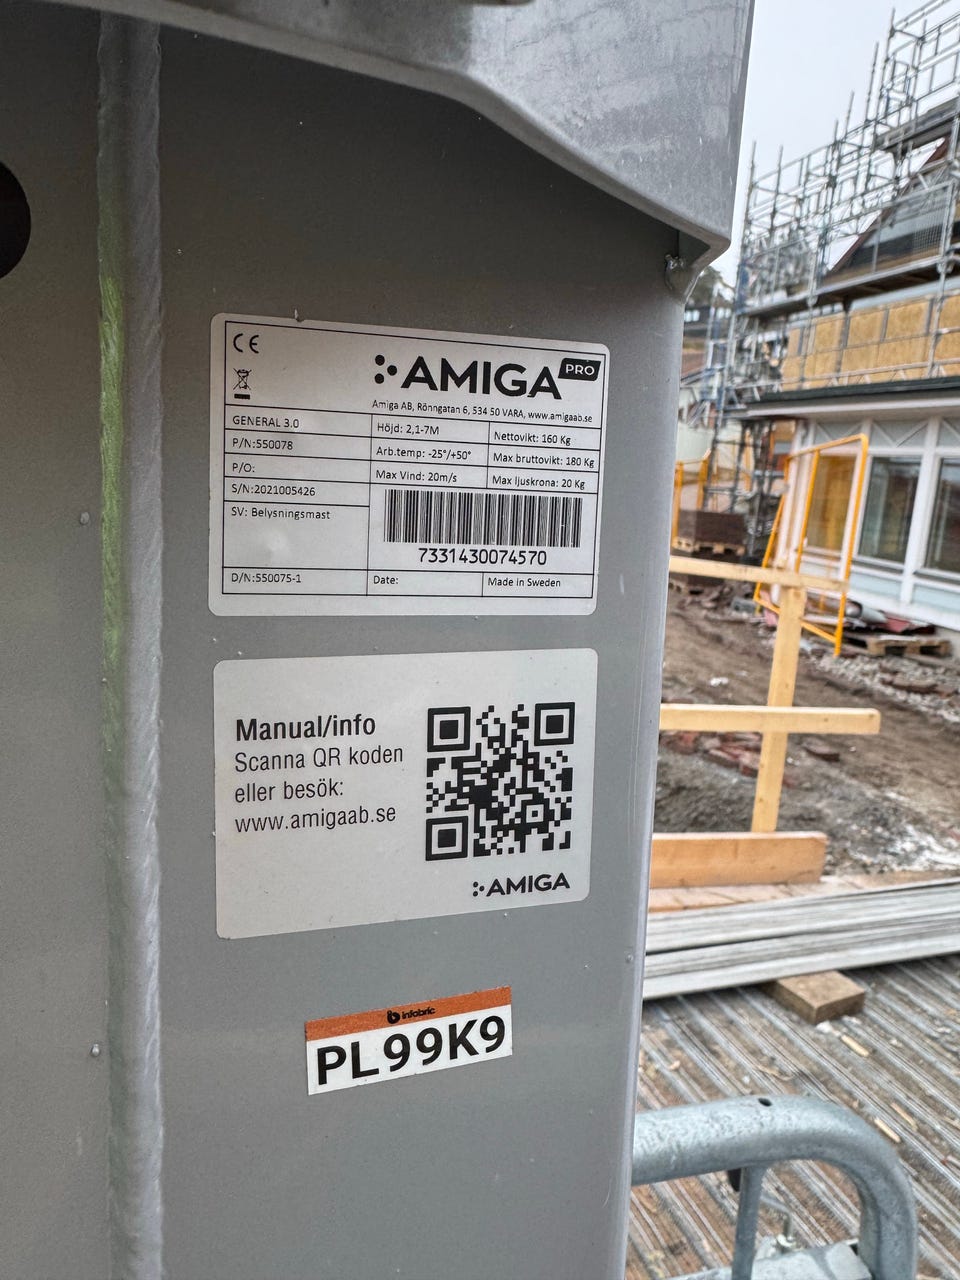 CE
AMIGA PRO
Amiga AB, Rönngatan 6, 534 50 VARA, www.amigaab.se
GENERAL 3.0
Höjd: 2,1-7M
Nettovikt: 160 Kg
P/N:550078
Arb.temp: -25°/+50°
Max bruttovikt: 180 Kg
P/O:
Max Vind: 20m/s
Max ljuskrona: 20 Kg
S/N:2021005426
SV: Belysningsmast
7331430074570
D/N:550075-1
Date:
Made in Sweden
Manual/info
Scanna QR koden
eller besök:
www.amigaab.se
AMIGA
infobric
PL99K9